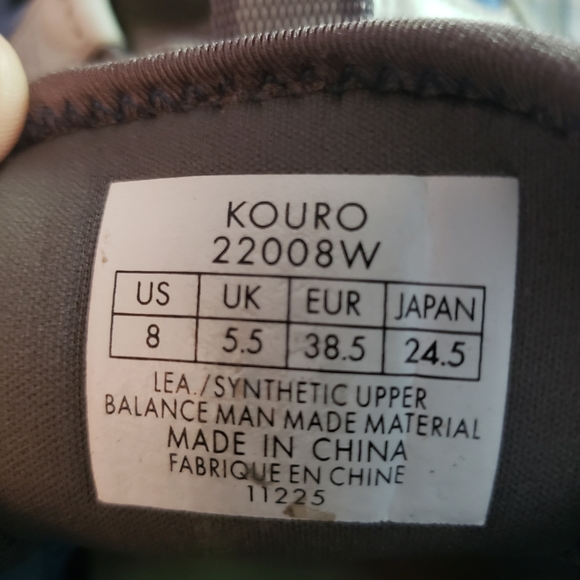 KOURO
22008W
US UK EUR JAPAN
8 5.5 38.5 24.5
LEA./SYNTHETIC UPPER
BALANCE MAN MADE MATERIAL
MADE IN CHINA
FABRIQUE EN CHINE
11225